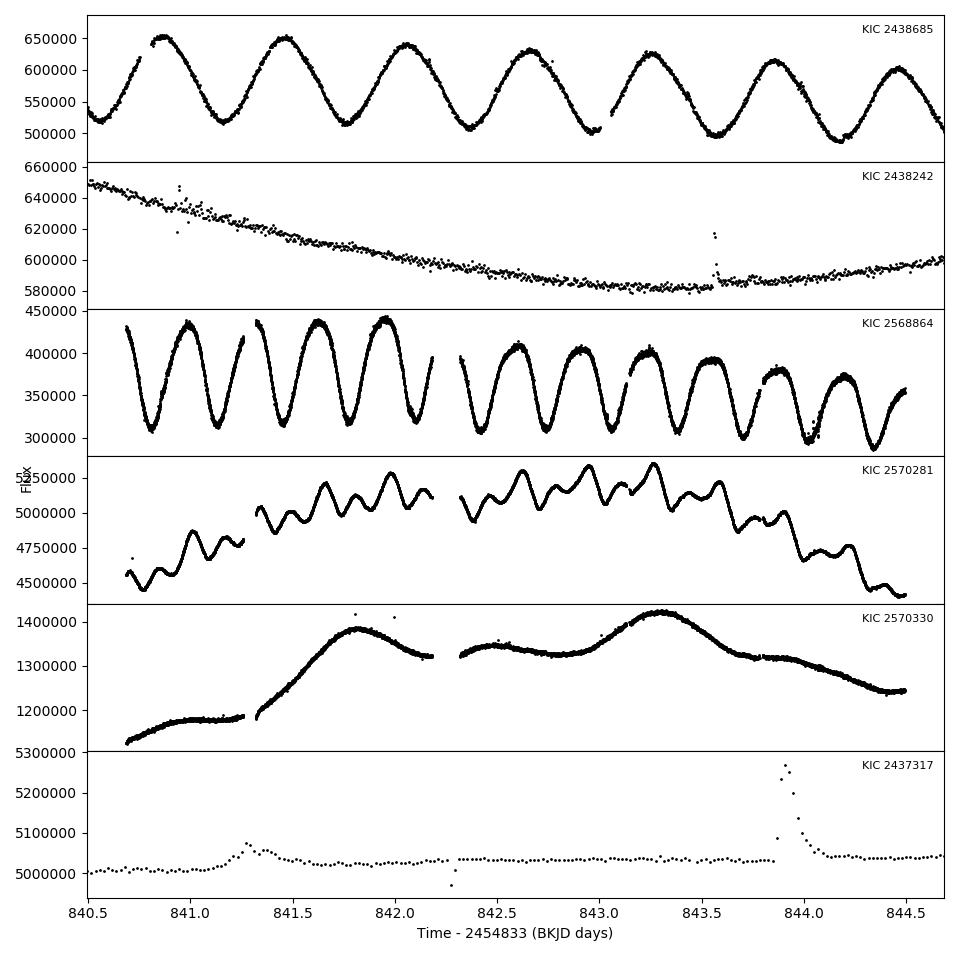 KIC 2438685
650000
600000
550000
500000
KIC 2438242
660000
640000
620000
600000
580000
KIC 2568864
450000
400000
350000
300000
KIC 2570281
5250000
5000000
4750000
4500000
Flux
KIC 2570330
1400000
1300000
1200000
KIC 2437317
5300000
5200000
5100000
5000000
840.5 841.0 841.5 842.0 842.5 843.0 843.5 844.0 844.5
Time - 2454833 (BKJD days)